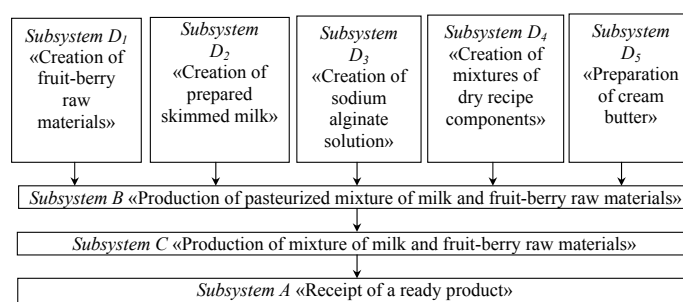 Subsystem D₁
«Creation of
fruit-berry
raw
materials»
Subsystem
D₂
«Creation of
prepared
skimmed milk»
Subsystem
D₃
«Creation of
sodium
alginate
solution»
Subsystem D₄
«Creation of
mixtures of
dry recipe
components»
Subsystem
D₅
«Preparation
of cream
butter»
Subsystem B «Production of pasteurized mixture of milk and fruit-berry raw materials»
Subsystem C «Production of mixture of milk and fruit-berry raw materials»
Subsystem A «Receipt of a ready product»